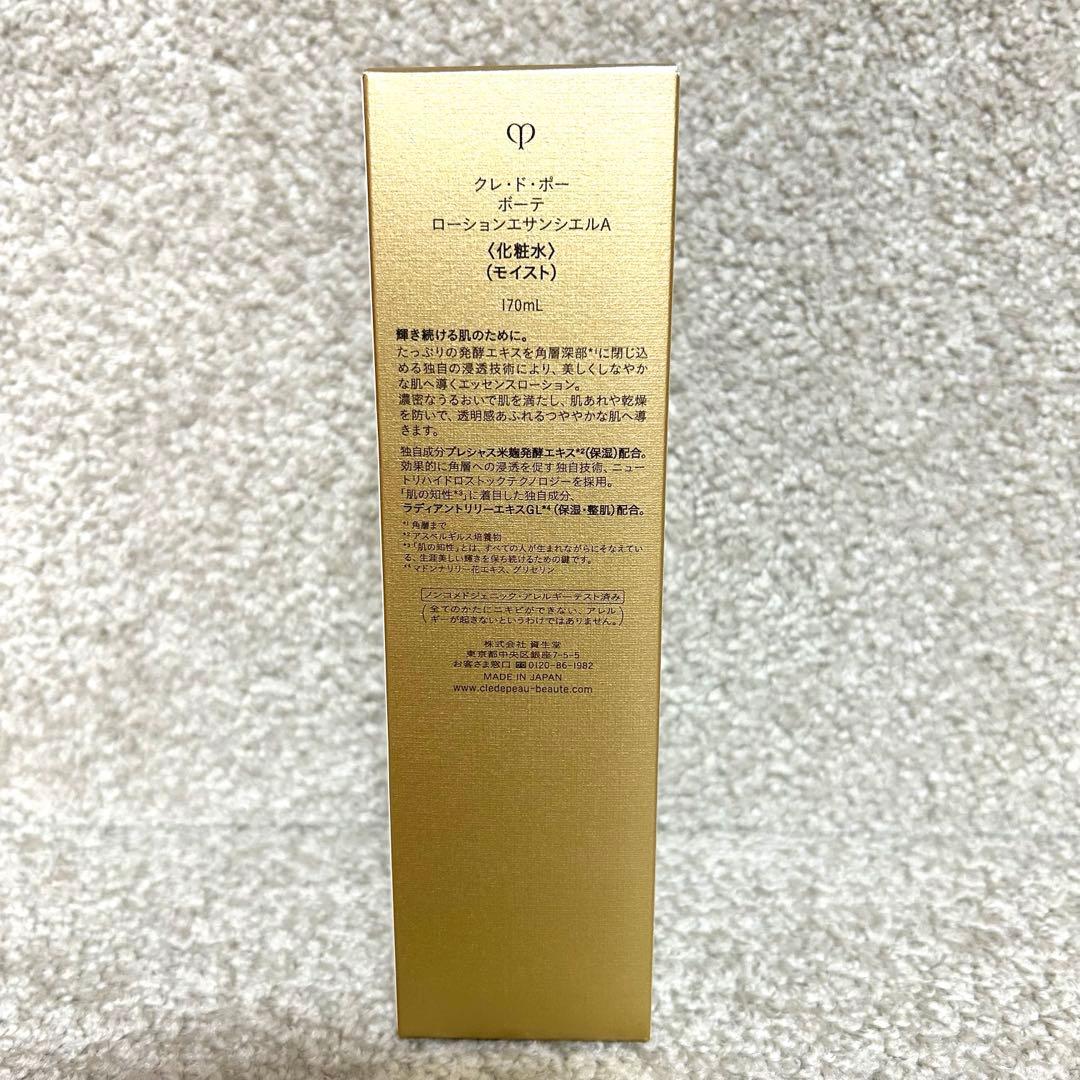 クレ・ド・ポー
ボーテ
ローションエサンシエルA
〈化粧水〉
(モイスト)
170mL
輝き続ける肌のために。
たっぷりの発酵エキスを角層深部*1に閉じ込
める独自の浸透技術により、美しくしなやか
な肌へ導くエッセンスローション。
濃密なうるおいで肌を満たし、肌あれや乾燥
を防いで、透明感あふれるつややかな肌へ導
きます。
独自成分プレシャス米麹発酵エキス*2(保湿)配合。
効果的に角層への浸透を促す独自技術、ニュー
トリハイドロストックテクノロジーを採用。
「肌の知性*3」に着目した独自成分、
ラディアントリリーエキスGL*4(保湿・整肌)配合。
*1 角層まで
*2 アスペルギルス培養物
*3「肌の知性」とは、すべての人が生まれながらにそなえてい
る、生涯美しい輝きを保ち続けるための鍵です。
*4 マドンナリリー花エキス、グリセリン
ノンコメドジェニック・アレルギーテスト済み
(全てのかたにニキビができない、アレル
ギーが起きないというわけではありません。)
株式会社 資生堂
東京都中央区銀座7-5-5
お客さま窓口 0120-86-1982
MADE IN JAPAN
www.cledepeau-beaute.com